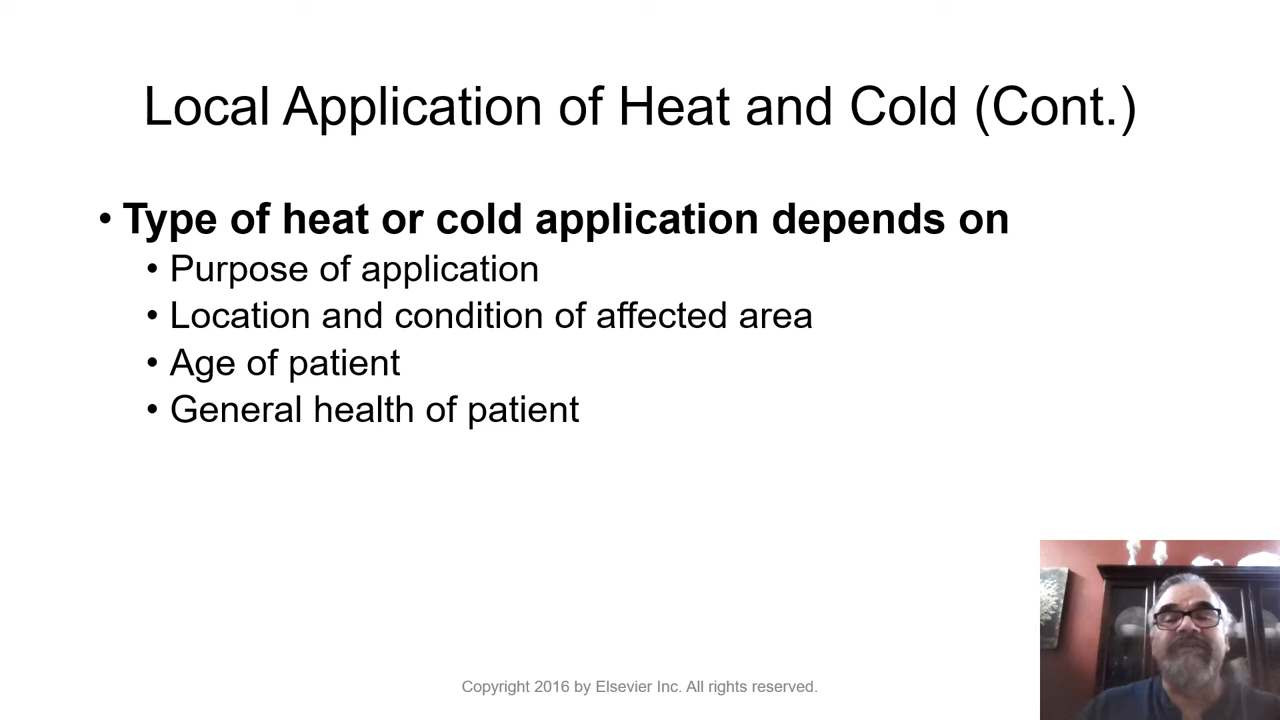 Local Application of Heat and Cold (Cont.)
• Type of heat or cold application depends on
• Purpose of application
• Location and condition of affected area
• Age of patient
• General health of patient
Copyright 2016 by Elsevier Inc. All rights reserved.